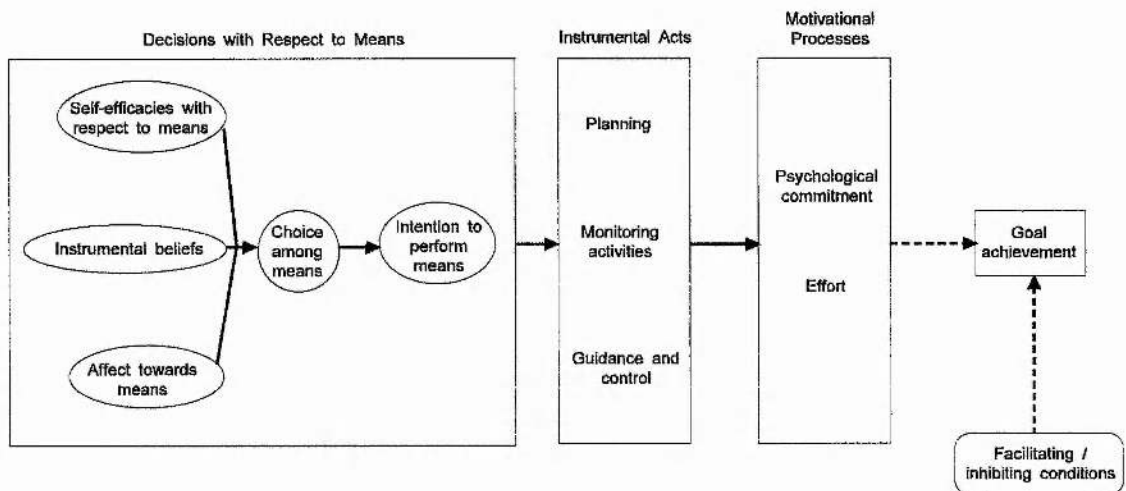 Decisions with Respect to Means
Instrumental Acts
Motivational
Processes
Self-efficacies with
respect to means
Instrumental beliefs
Affect towards
means
Choice
among
means
Intention to
perform
means
Planning
Monitoring
activities
Guidance and
control
Psychological
commitment
Effort
Goal
achievement
Facilitating /
inhibiting conditions